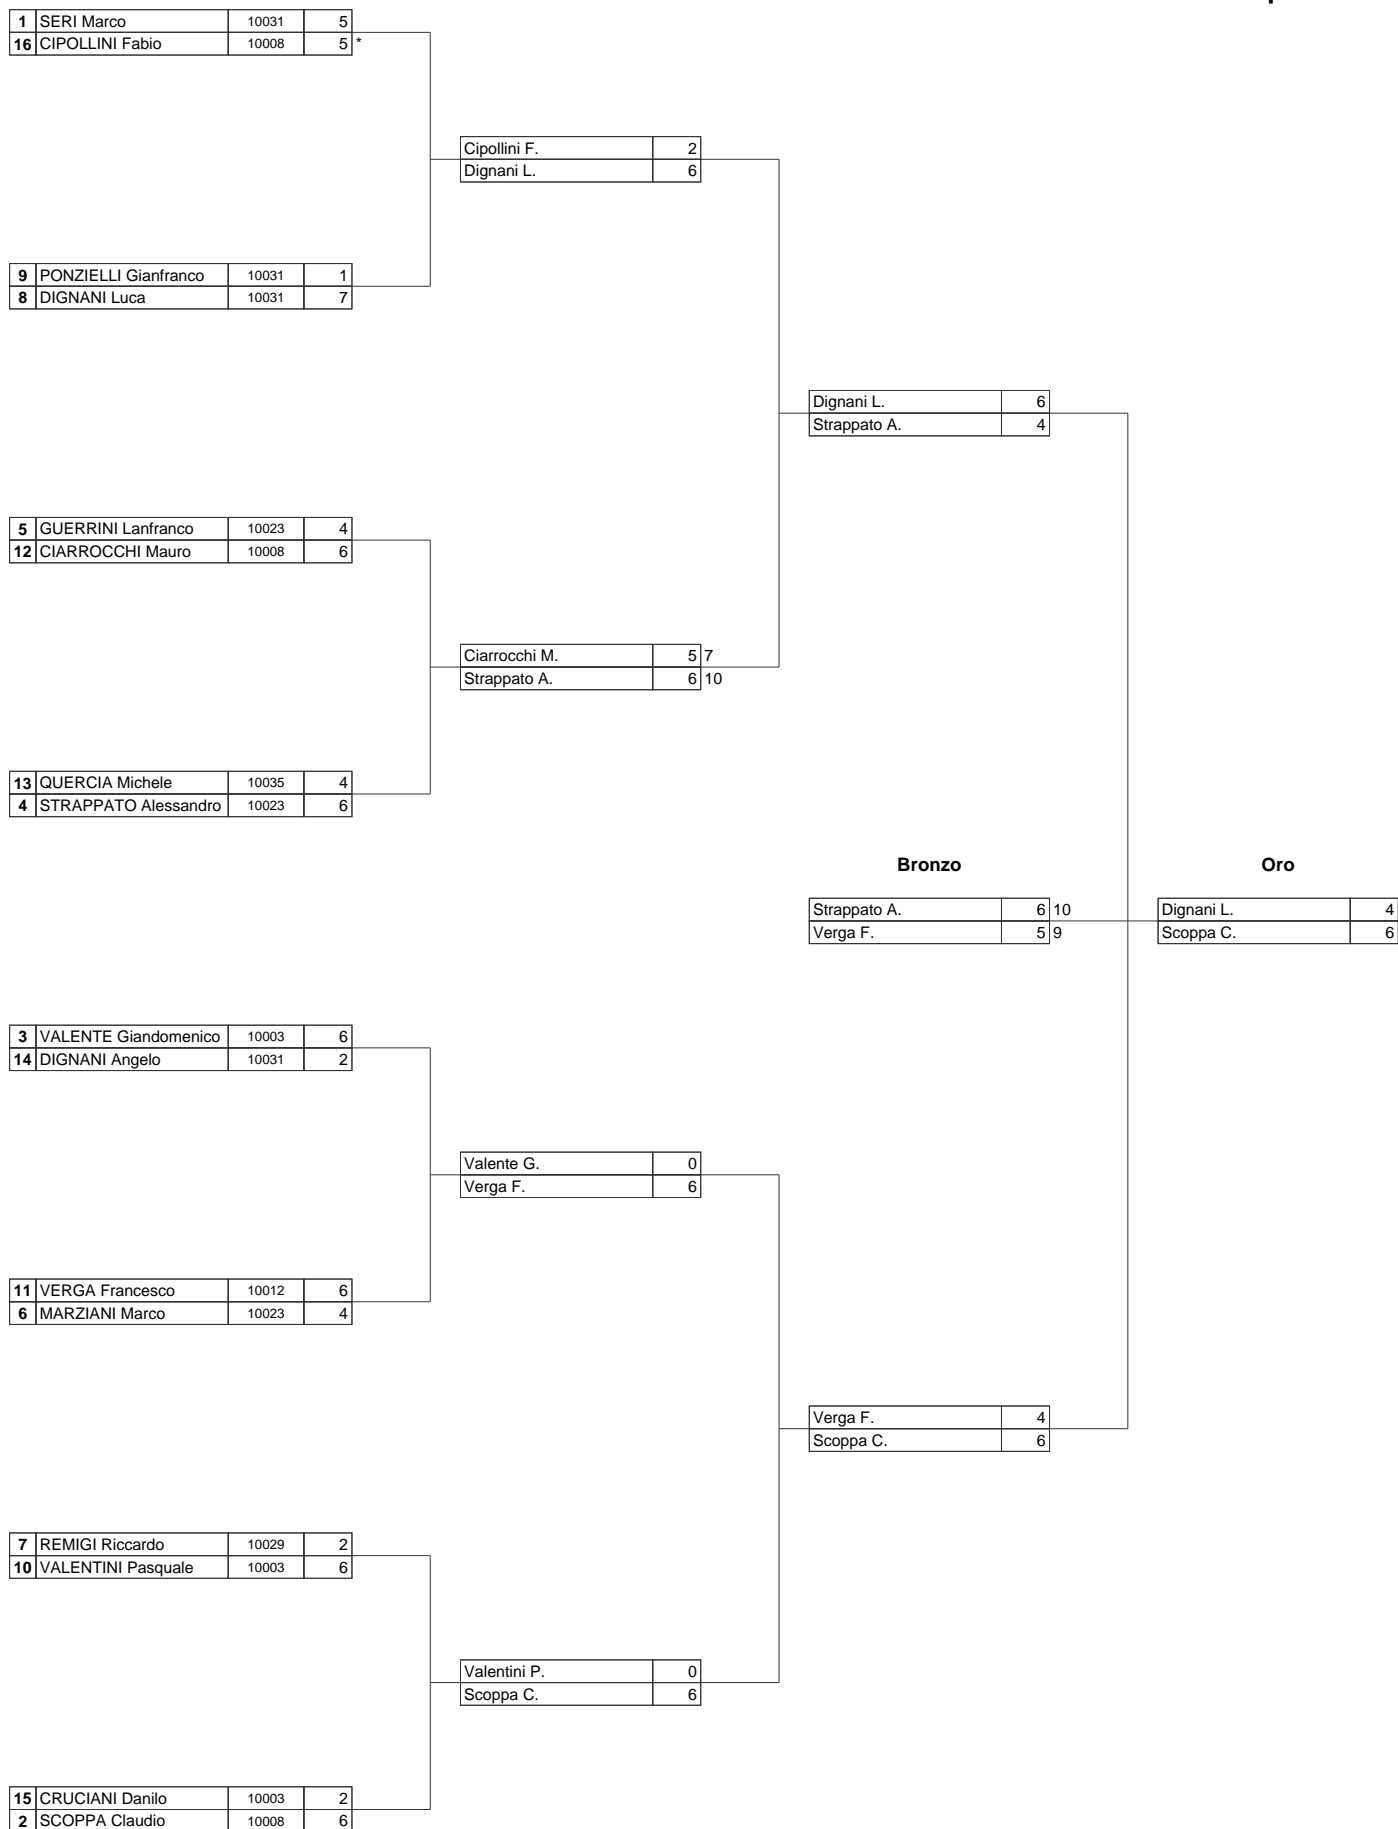 1 SERI Marco 10031 5
16 CIPOLLINI Fabio 10008 5 *
Cipollini F. 2
Dignani L. 6
9 PONZIELLI Gianfranco 10031 1
8 DIGNANI Luca 10031 7
Dignani L. 6
Strappato A. 4
5 GUERRINI Lanfranco 10023 4
12 CIARROCCHI Mauro 10008 6
Ciarrocchi M. 5 7
Strappato A. 6 10
13 QUERCIA Michele 10035 4
4 STRAPPATO Alessandro 10023 6
Bronzo Oro
Strappato A. 6 10 Dignani L. 4
Verga F. 5 9 Scoppa C. 6
3 VALENTE Giandomenico 10003 6
14 DIGNANI Angelo 10031 2
Valente G. 0
Verga F. 6
11 VERGA Francesco 10012 6
6 MARZIANI Marco 10023 4
Verga F. 4
Scoppa C. 6
7 REMIGI Riccardo 10029 2
10 VALENTINI Pasquale 10003 6
Valentini P. 0
Scoppa C. 6
15 CRUCIANI Danilo 10003 2
2 SCOPPA Claudio 10008 6